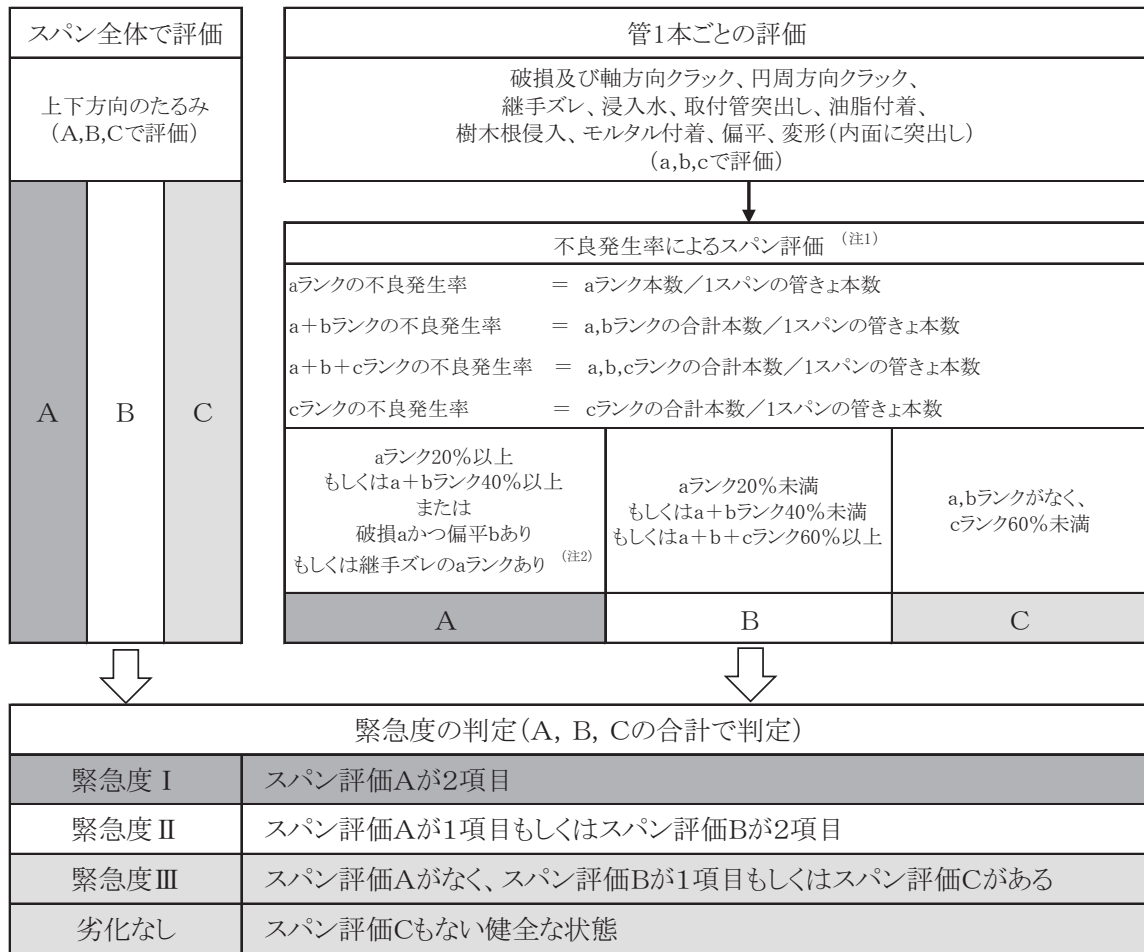 スパン全体で評価
上下方向のたるみ
(A,B,Cで評価)
A
B
C
管1本ごとの評価
破損及び軸方向クラック、円周方向クラック、
継手ズレ、浸入水、取付管突出し、油脂付着、
樹木根侵入、モルタル付着、偏平、変形(内面に突出し)
(a,b,cで評価)
不良発生率によるスパン評価 (注1)
aランクの不良発生率 = aランク本数/1スパンの管きょ本数
a+bランクの不良発生率 = a,bランクの合計本数/1スパンの管きょ本数
a+b+cランクの不良発生率 = a,b,cランクの合計本数/1スパンの管きょ本数
cランクの不良発生率 = cランクの合計本数/1スパンの管きょ本数
aランク20%以上
もしくはa+bランク40%以上
または
破損aかつ偏平bあり
もしくは継手ズレのaランクあり (注2)
A
aランク20%未満
もしくはa+bランク40%未満
もしくはa+b+cランク60%以上
B
a,bランクがなく、
cランク60%未満
C
緊急度の判定(A, B, Cの合計で判定)
緊急度Ⅰ スパン評価Aが2項目
緊急度Ⅱ スパン評価Aが1項目もしくはスパン評価Bが2項目
緊急度Ⅲ スパン評価Aがなく、スパン評価Bが1項目もしくはスパン評価Cがある
劣化なし スパン評価Cもない健全な状態